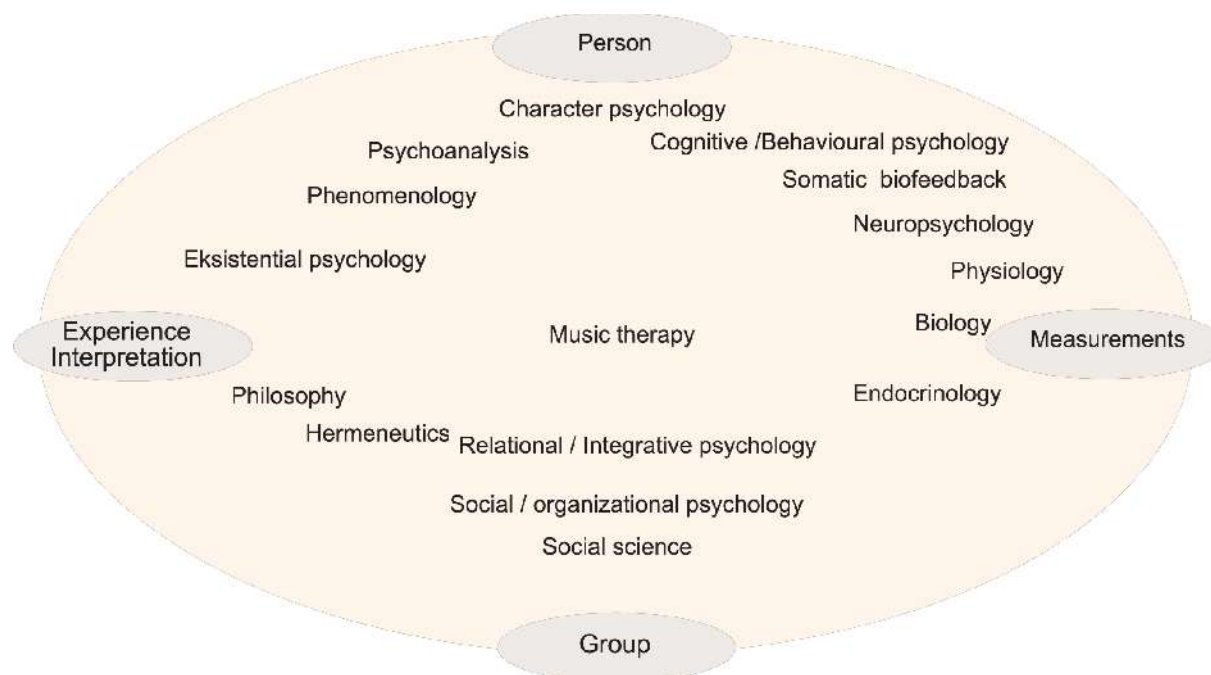 Person
Character psychology
Cognitive /Behavioural psychology
Psychoanalysis
Somatic biofeedback
Phenomenology
Neuropsychology
Eksistential psychology
Physiology
Biology
Experience
Interpretation
Music therapy
Measurements
Philosophy
Endocrinology
Hermeneutics
Relational / Integrative psychology
Social / organizational psychology
Social science
Group